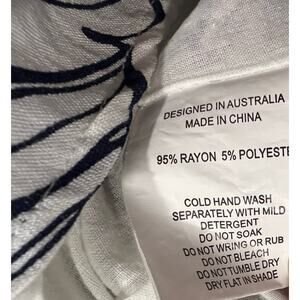 DESIGNED IN AUSTRALIA
MADE IN CHINA
95% RAYON 5% POLYESTE
COLD HAND WASH
SEPARATELY WITH MILD
DETERGENT
DO NOT SOAK
DO NOT WRING OR RUB
DO NOT BLEACH
DO NOT TUMBLE DRY
DRY FLAT IN SHADE